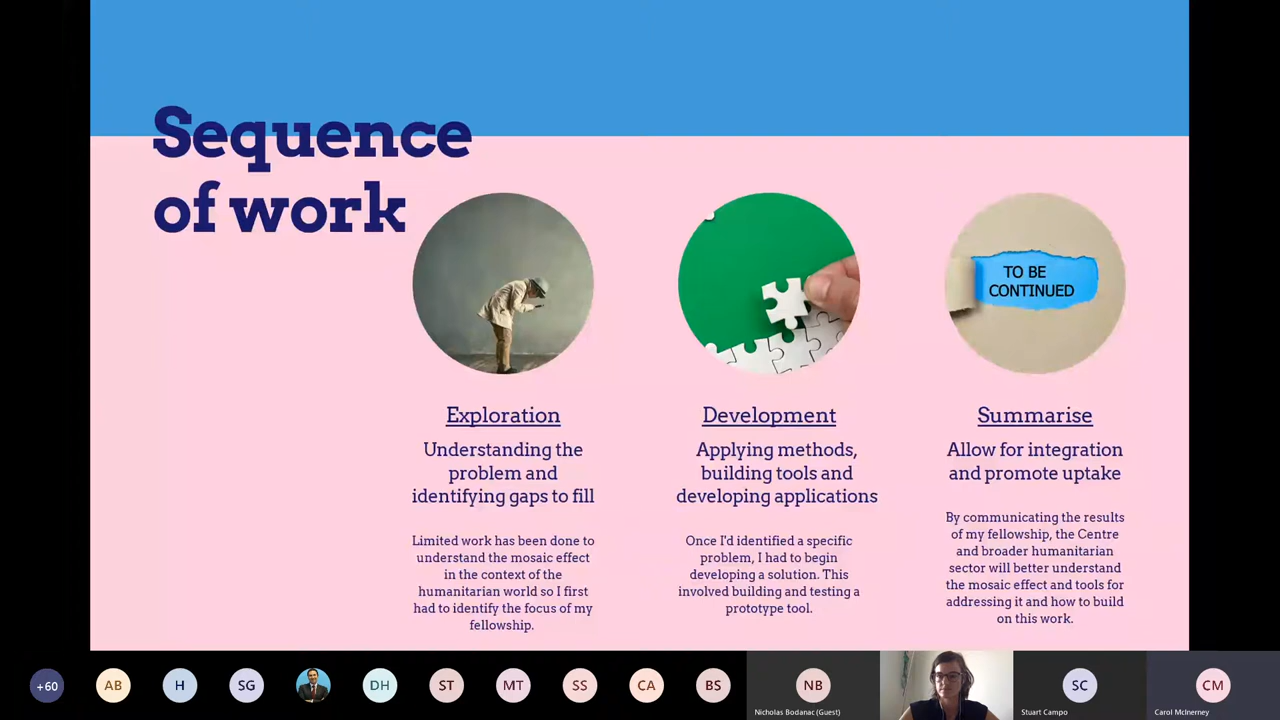 Sequence
of work
TO BE
CONTINUED
Exploration
Understanding the
problem and
identifying gaps to fill
Limited work has been done to
understand the mosaic effect
in the context of the
humanitarian world so I first
had to identify the focus of my
fellowship.
Development
Applying methods,
building tools and
developing applications
Once I'd identified a specific
problem, I had to begin
developing a solution. This
involved building and testing a
prototype tool.
Summarise
Allow for integration
and promote uptake
By communicating the results
of my fellowship, the Centre
and broader humanitarian
sector will better understand
the mosaic effect and tools for
addressing it and how to build
on this work.
+60
AB
H
SG
DH
ST
MT
SS
CA
BS
NB
Nicholas Bodanac (Guest)
SC
Stuart Campo
CM
Carol McInerney